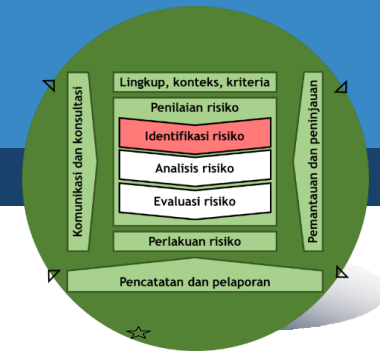 Lingkup, konteks, kriteria
Komunikasi dan konsultasi
Penilaian risiko
Identifikasi risiko
Analisis risiko
Evaluasi risiko
Pemantauan dan peninjauan
Perlakuan risiko
Pencatatan dan pelaporan